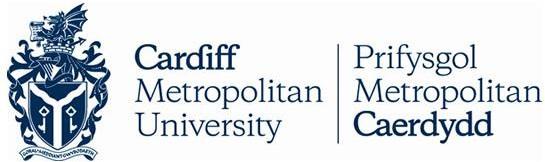 Cardiff
Metropolitan
University
Prifysgol
Metropolitan
Caerdydd